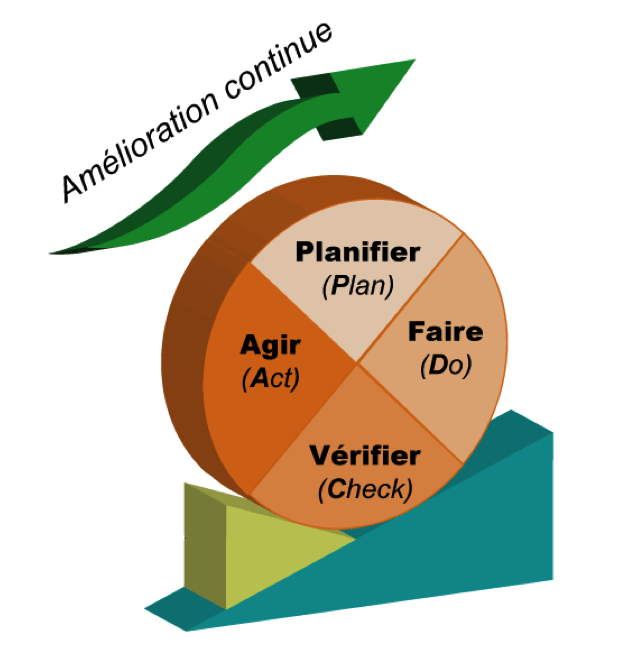 Amélioration continue
Planifier
(Plan)
Faire
(Do)
Agir
(Act)
Vérifier
(Check)